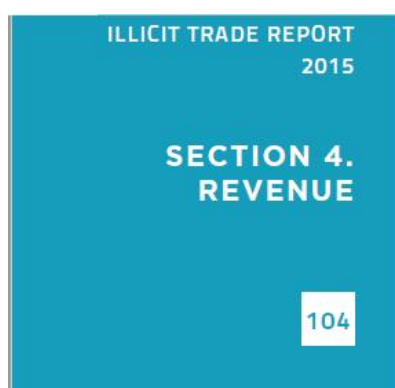 ILLICIT TRADE REPORT
2015
SECTION 4.
REVENUE
104